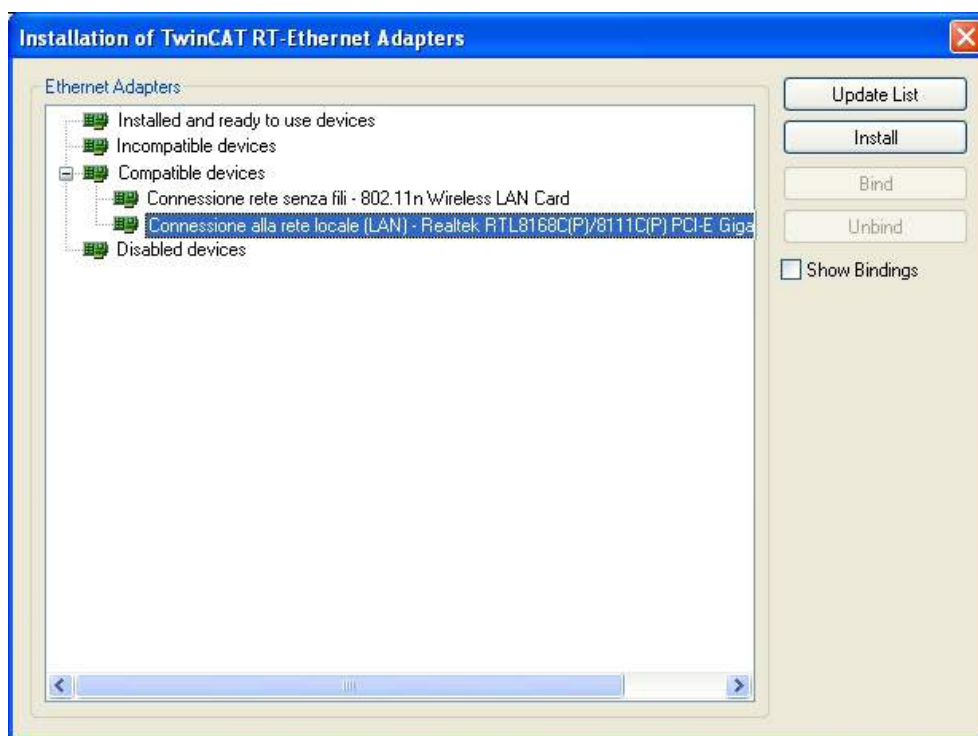 Installation of TwinCAT RT-Ethernet Adapters
Ethernet Adapters
Installed and ready to use devices
Incompatible devices
Compatible devices
Connessione rete senza fili - 802.11n Wireless LAN Card
Connessione alla rete locale (LAN) - Realtek RTL8168C(P)/8111C(P) PCI-E Giga
Disabled devices
Update List
Install
Bind
Unbind
Show Bindings